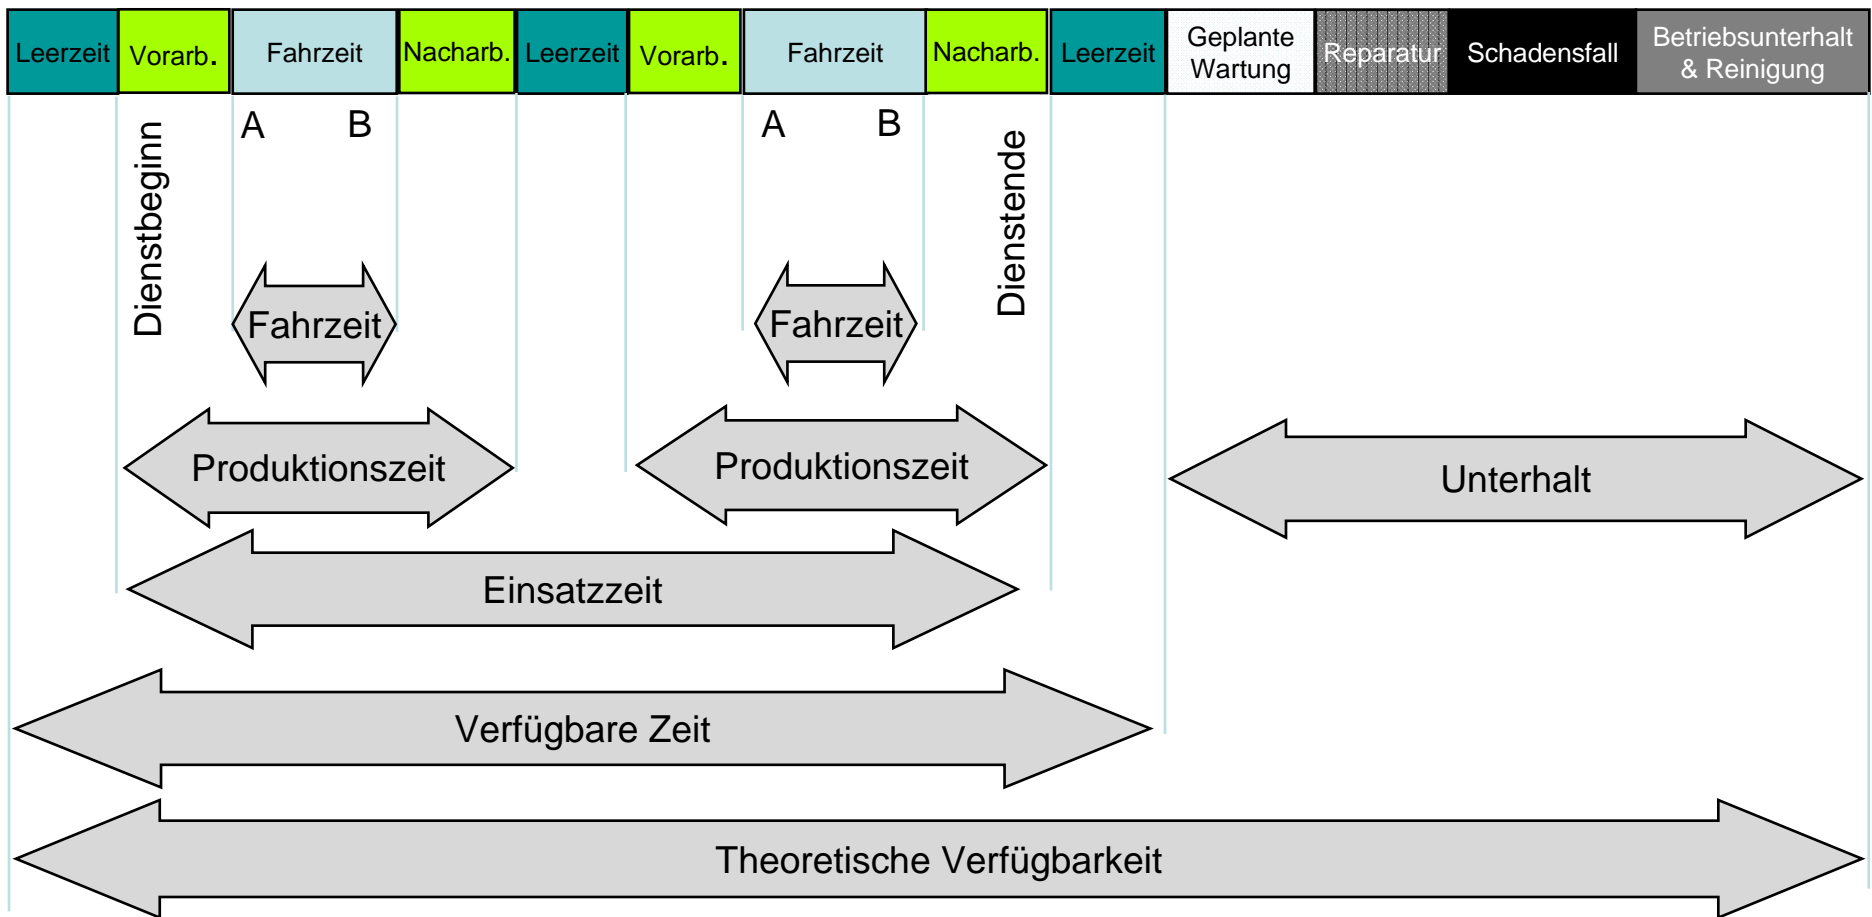 Leerzeit
Vorarb.
Fahrzeit
Nacharb.
Leerzeit
Vorarb.
Fahrzeit
Nacharb.
Leerzeit
Geplante
Wartung
Reparatur
Schadensfall
Betriebsunterhalt
& Reinigung
A
B
A
B
Dienstbeginn
Dienstende
Fahrzeit
Fahrzeit
Produktionszeit
Produktionszeit
Unterhalt
Einsatzzeit
Verfügbare Zeit
Theoretische Verfügbarkeit